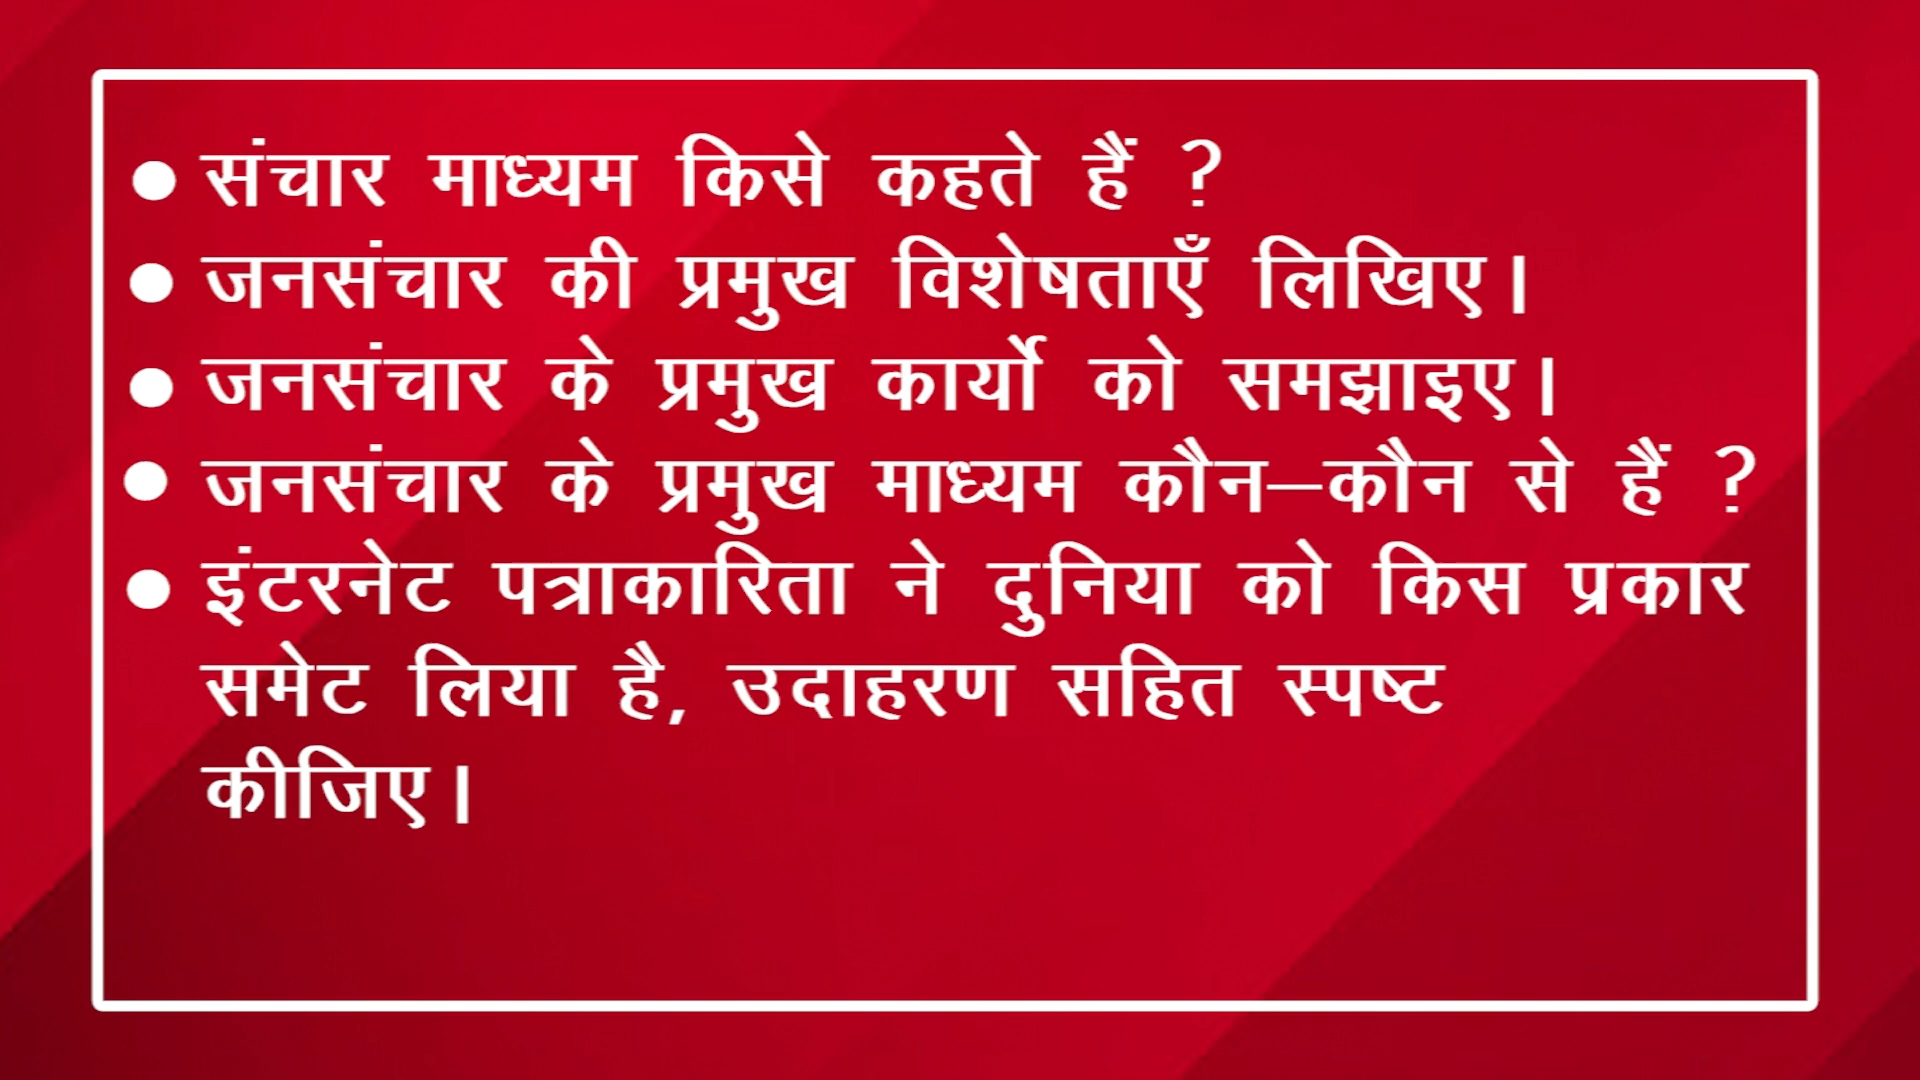 • संचार माध्यम किसे कहते हैं ?
• जनसंचार की प्रमुख विशेषताएँ लिखिए।
• जनसंचार के प्रमुख कार्यो को समझाइए।
• जनसंचार के प्रमुख माध्यम कौन–कौन से हैं ?
• इंटरनेट पत्राकारिता ने दुनिया को किस प्रकार
समेट लिया है, उदाहरण सहित स्पष्ट
कीजिए।